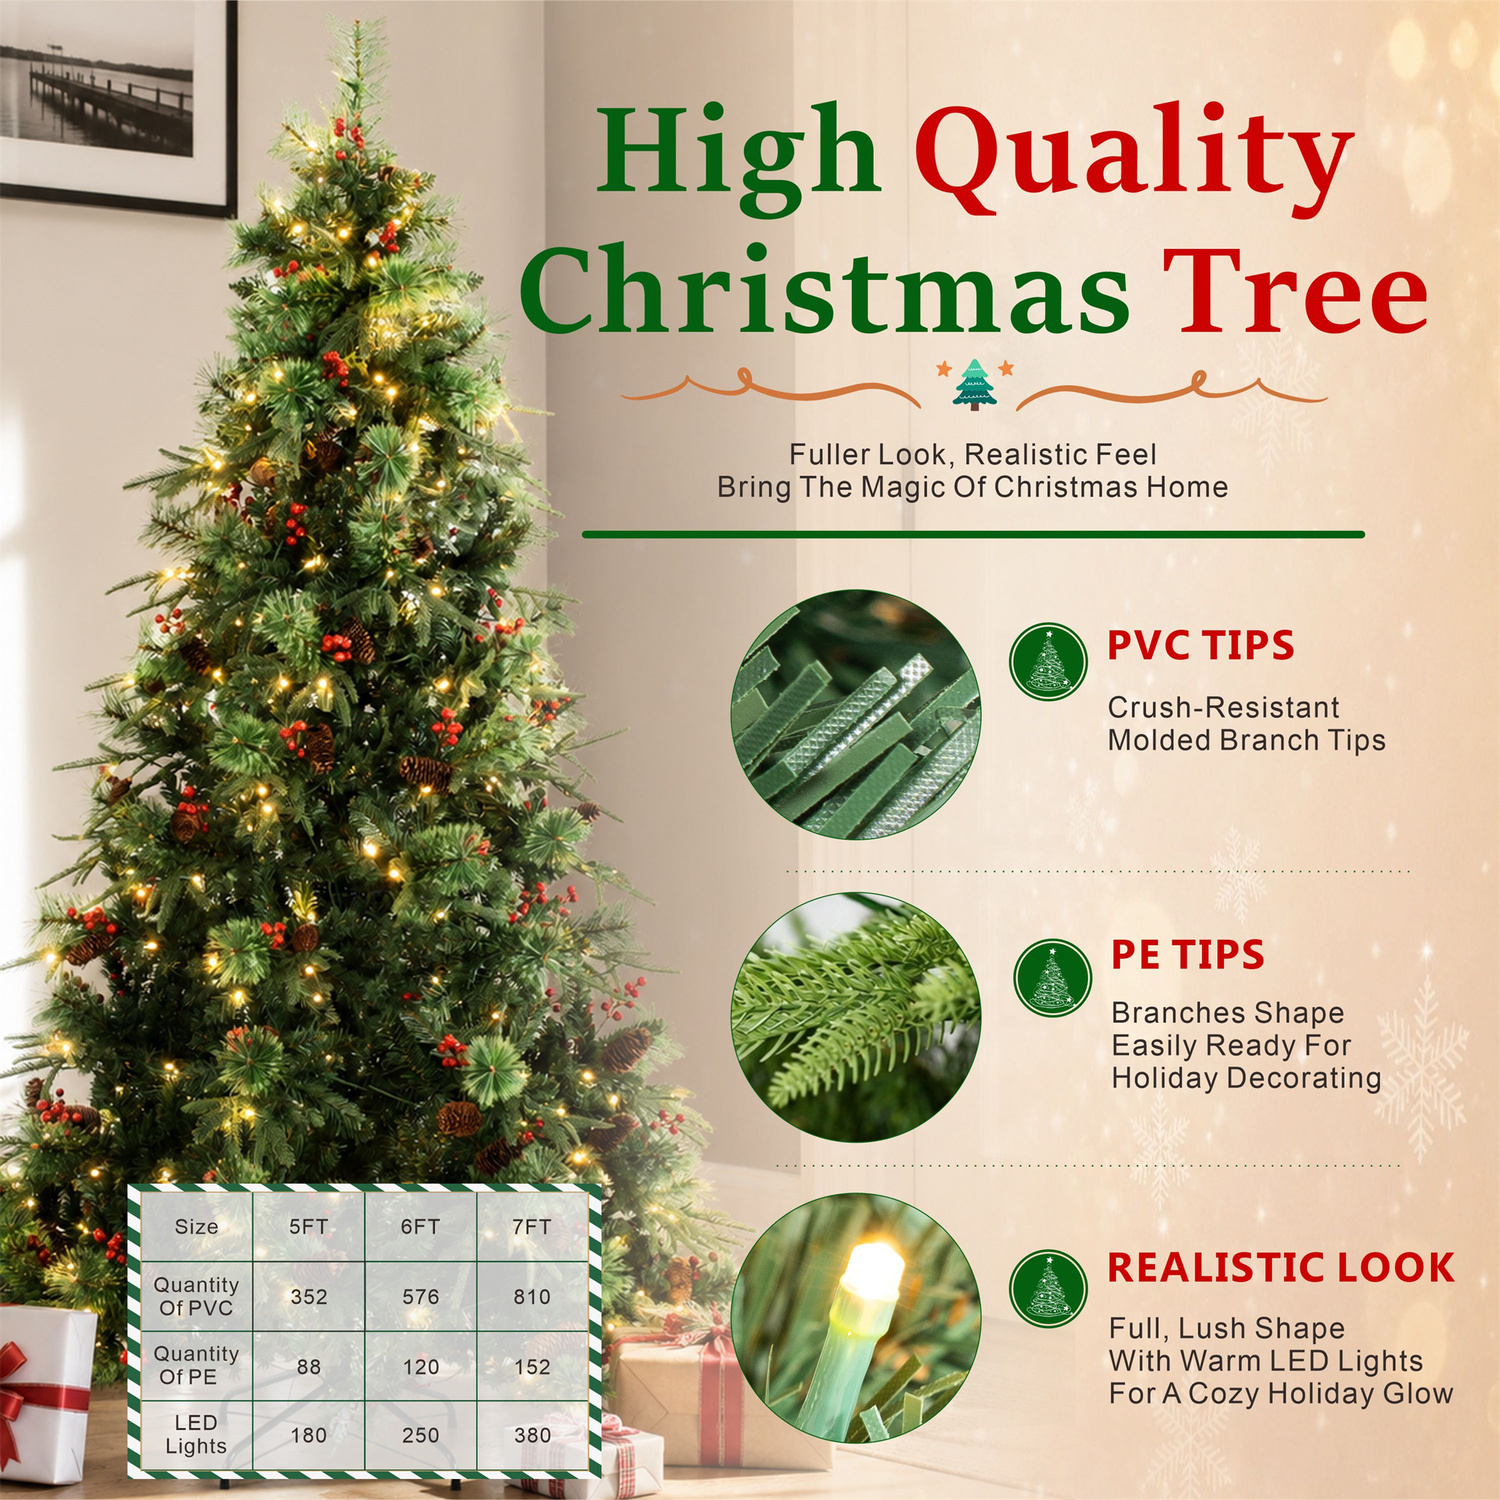 High Quality
Christmas Tree
Fuller Look, Realistic Feel
Bring The Magic Of Christmas Home
PVC TIPS
Crush-Resistant
Molded Branch Tips
PE TIPS
Branches Shape
Easily Ready For
Holiday Decorating
REALISTIC LOOK
Full, Lush Shape
With Warm LED Lights
For A Cozy Holiday Glow
Size 5FT 6FT 7FT
Quantity
Of PVC 352 576 810
Quantity
Of PE 88 120 152
LED
Lights 180 250 380